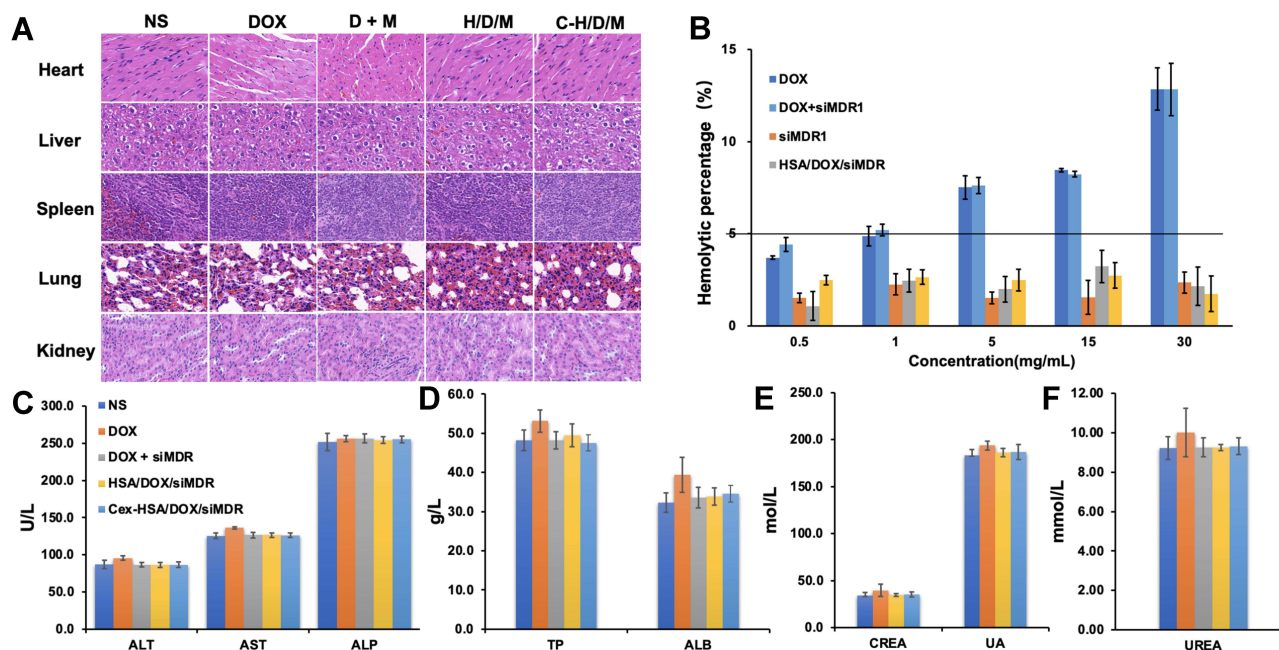 A
NS DOX D + M H/D/M C-H/D/M
Heart
Liver
Spleen
Lung
Kidney
B
Hemolytic percentage (%)
15
10
5
0
DOX
DOX+siMDR1
siMDR1
HSA/DOX/siMDR
5
0.5 1 5 15 30
Concentration(mg/mL)
C
U/L
300.0
250.0
200.0
150.0
100.0
50.0
0.0
NS
DOX
DOX + siMDR
HSA/DOX/siMDR
Cex-HSA/DOX/siMDR
ALT AST ALP
D
g/L
60.0
50.0
40.0
30.0
20.0
10.0
0.0
TP ALB
E
mol/L
250.0
200.0
150.0
100.0
50.0
0.0
CREA UA
F
mmol/L
12.00
10.00
8.00
6.00
4.00
2.00
0.00
UREA